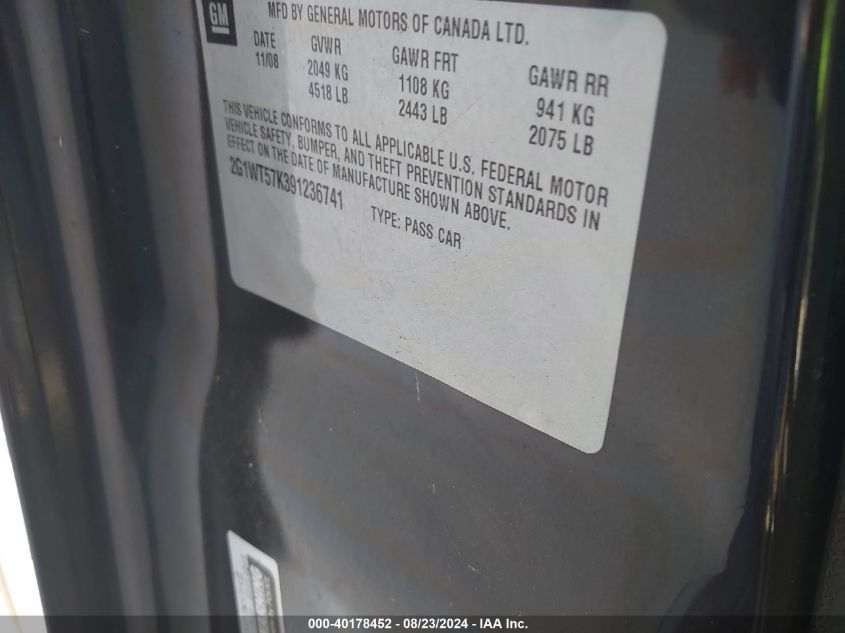 GM
MFD BY GENERAL MOTORS OF CANADA LTD.
DATE GVWR GAWR FRT GAWR RR
11/08 2049 KG 1108 KG 941 KG
4518 LB 2443 LB 2075 LB
THIS VEHICLE CONFORMS TO ALL APPLICABLE U.S. FEDERAL MOTOR
VEHICLE SAFETY, BUMPER, AND THEFT PREVENTION STANDARDS IN
EFFECT ON THE DATE OF MANUFACTURE SHOWN ABOVE.
2G1WT57K391236741 TYPE: PASS CAR
000-40178452 - 08/23/2024 - IAA Inc.